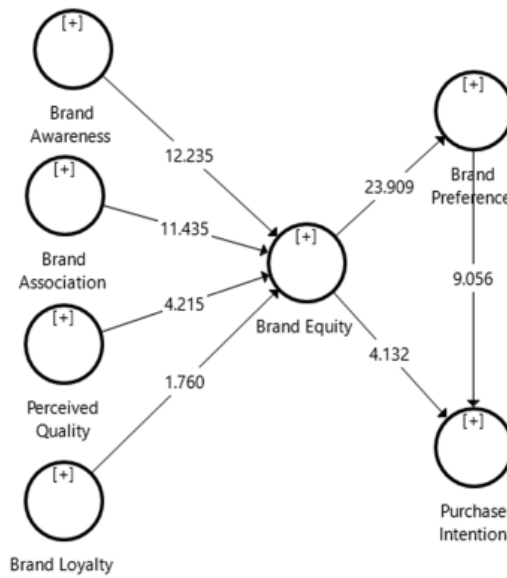 [+]
Brand
Awareness
[+]
Brand
Association
[+]
Perceived
Quality
[+]
Brand Loyalty
12.235
11.435
4.215
1.760
[+]
Brand Equity
23.909
4.132
[+]
Brand
Preference
9.056
[+]
Purchase
Intention